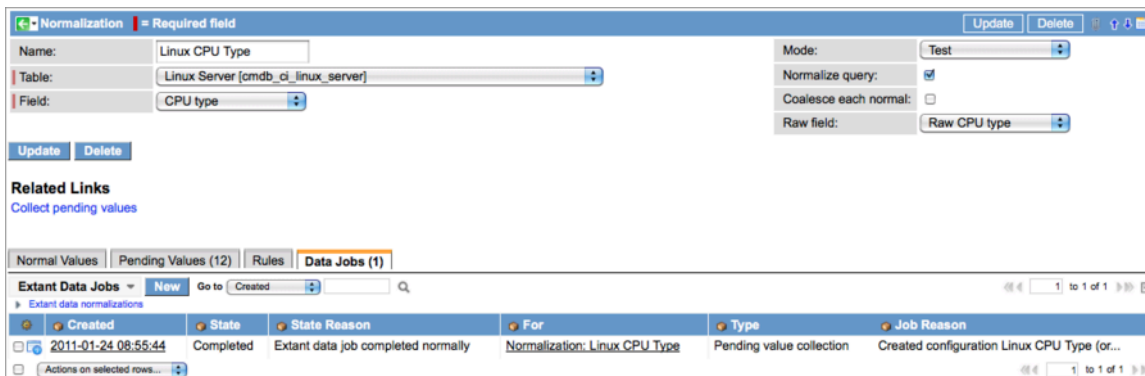 Normalization = Required field Update Delete
Name: Linux CPU Type Mode: Test
Table: Linux Server [cmdb_ci_linux_server] Normalize query:
Field: CPU type Coalesce each normal:
Raw field: Raw CPU type
Update Delete
Related Links
Collect pending values
Normal Values Pending Values (12) Rules Data Jobs (1)
Extant Data Jobs New Go to Created 1 to 1 of 1
Extant data normalizations
Created State State Reason For Type Job Reason
2011-01-24 08:55:44 Completed Extant data job completed normally Normalization: Linux CPU Type Pending value collection Created configuration Linux CPU Type (or...
Actions on selected rows... 1 to 1 of 1